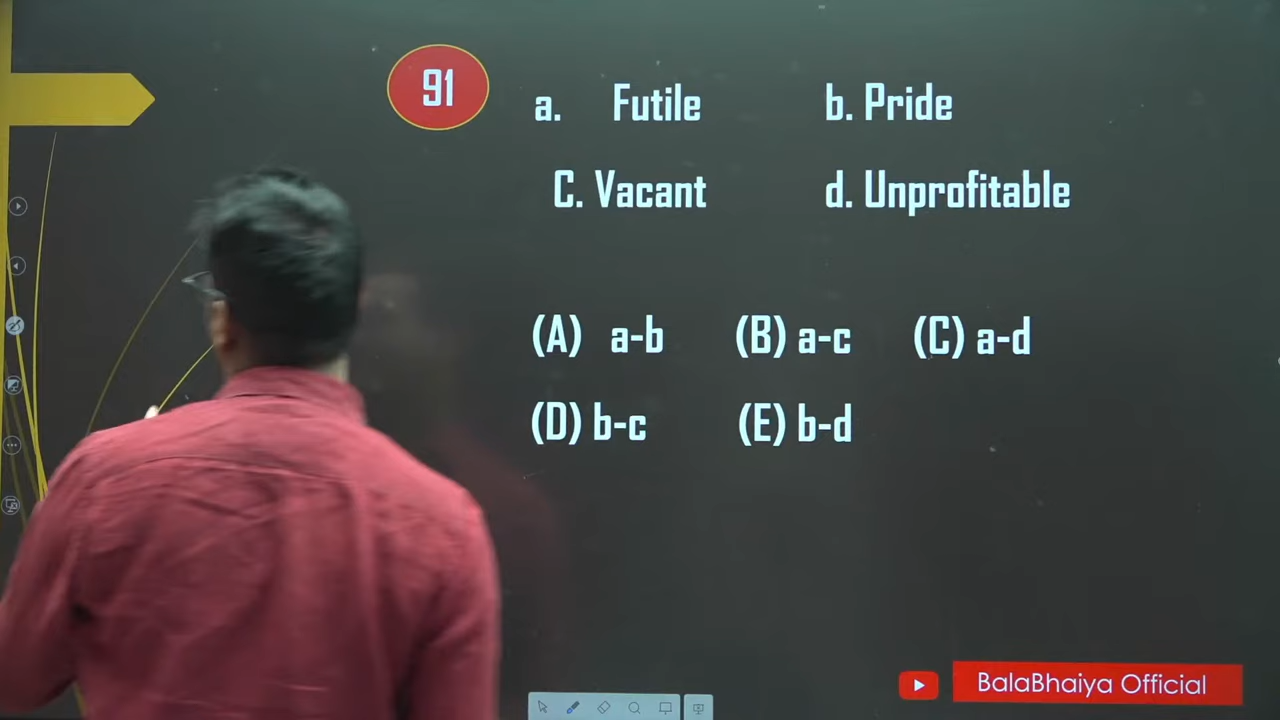 91
a. Futile b. Pride
C. Vacant d. Unprofitable
(A) a-b (B) a-c (C) a-d
(D) b-c (E) b-d
BalaBhaiya Official